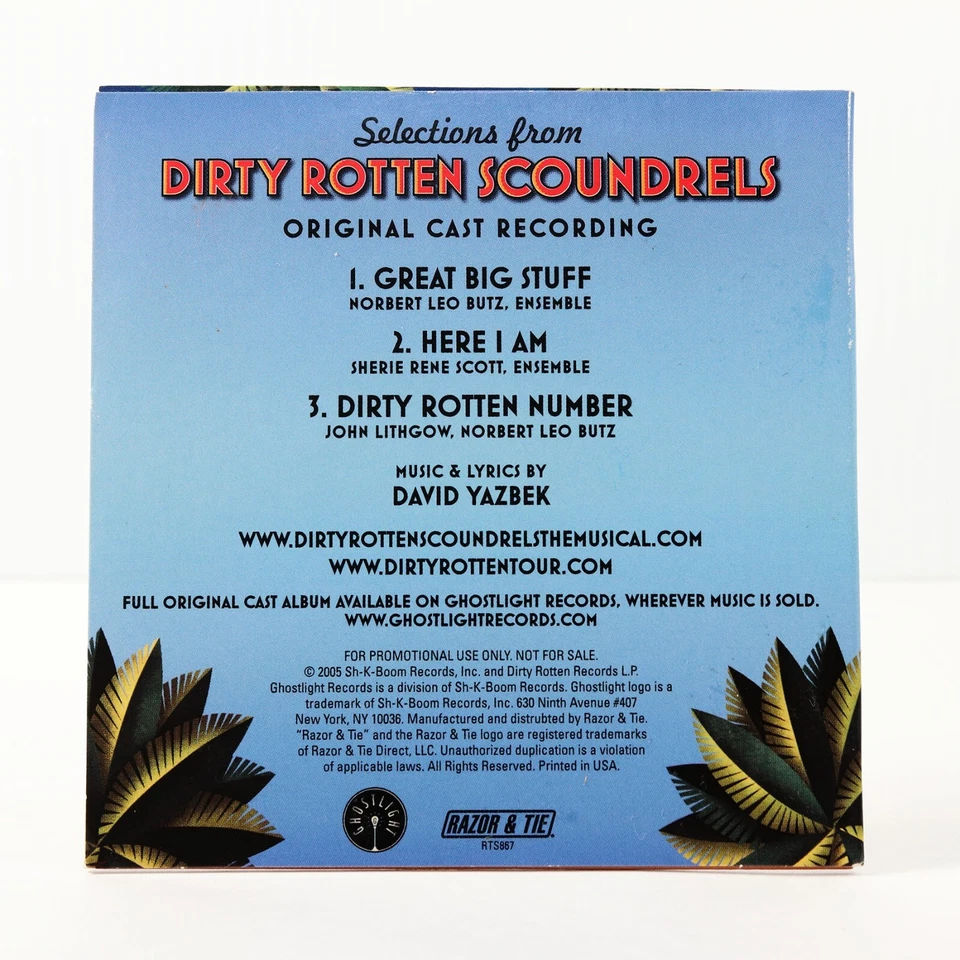 Selections from
DIRTY ROTTEN SCOUNDRELS
ORIGINAL CAST RECORDING
1. GREAT BIG STUFF
NORBERT LEO BUTZ, ENSEMBLE
2. HERE I AM
SHERIE RENE SCOTT, ENSEMBLE
3. DIRTY ROTTEN NUMBER
JOHN LITHGOW, NORBERT LEO BUTZ
MUSIC & LYRICS BY
DAVID YAZBEK
WWW.DIRTYROTTENSCOUNDRELSTHEMUSICAL.COM
WWW.DIRTYROTTENTOUR.COM
FULL ORIGINAL CAST ALBUM AVAILABLE ON GHOSTLIGHT RECORDS, WHEREVER MUSIC IS SOLD.
WWW.GHOSTLIGHTRECORDS.COM
FOR PROMOTIONAL USE ONLY. NOT FOR SALE.
© 2005 Sh-K-Boom Records, Inc. and Dirty Rotten Records L.P.
Ghostlight Records is a division of Sh-K-Boom Records. Ghostlight logo is a
trademark of Sh-K-Boom Records, Inc. 630 Ninth Avenue #407
New York, NY 10036. Manufactured and distrubted by Razor & Tie.
"Razor & Tie" and the Razor & Tie logo are registered trademarks
of Razor & Tie Direct, LLC. Unauthorized duplication is a violation
of applicable laws. All Rights Reserved. Printed in USA.
GHOSTLIGHT
RAZOR & TIE
RTS867